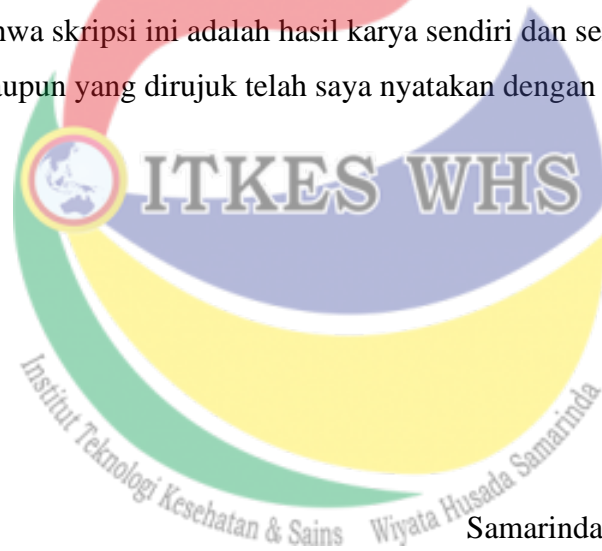 hwa skripsi ini adalah hasil karya sendiri dan se
aupun yang dirujuk telah saya nyatakan dengan
ITKES WHS
Institut Teknologi Kesehatan & Sains Wiyata Husada Samarinda
Samarinda